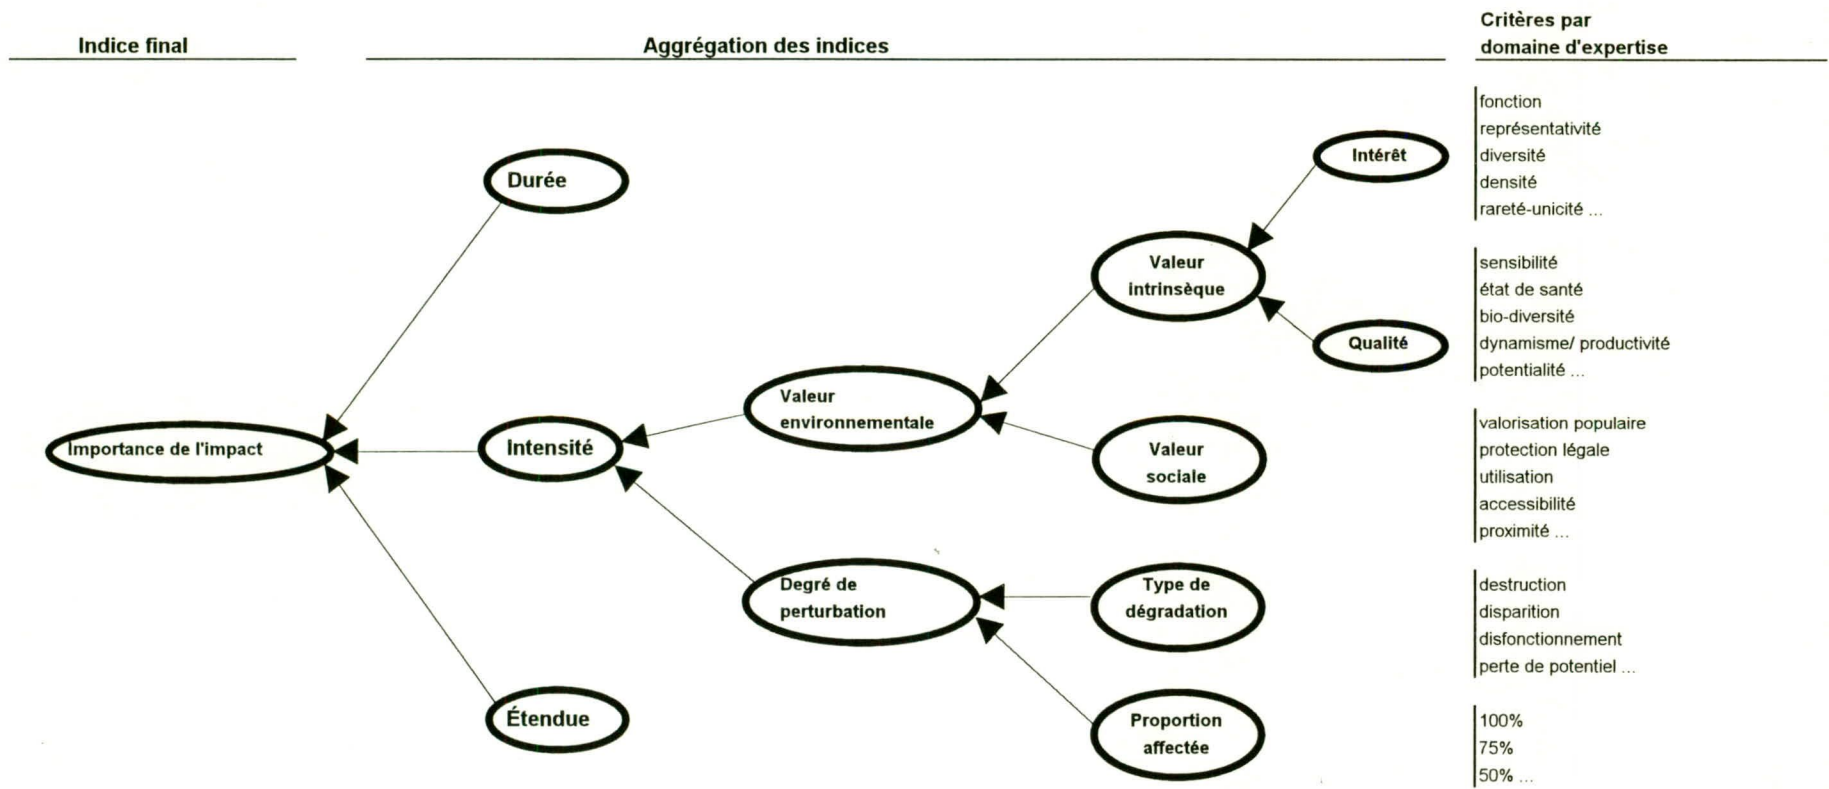 Indice final
Aggrégation des indices
Critères par
domaine d'expertise
Importance de l'impact
Durée
Intensité
Étendue
Valeur
environnementale
Degré de
perturbation
Valeur
intrinsèque
Valeur
sociale
Type de
dégradation
Proportion
affectée
Intérêt
Qualité
fonction
représentativité
diversité
densité
rareté-unicité ...
sensibilité
état de santé
bio-diversité
dynamisme/ productivité
potentialité ...
valorisation populaire
protection légale
utilisation
accessibilité
proximité ...
destruction
disparition
disfonctionnement
perte de potentiel ...
100%
75%
50% ...